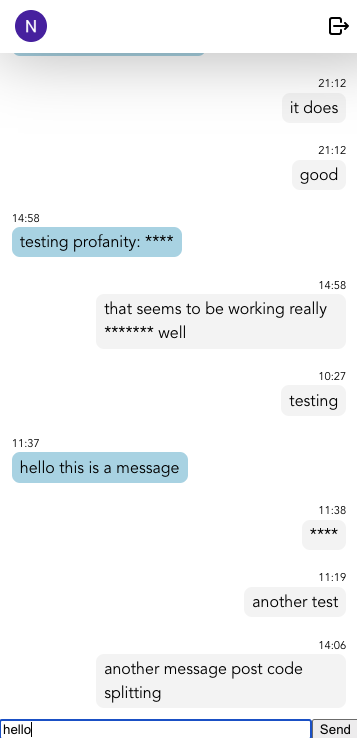 N
21:12
it does
21:12
good
14:58
testing profanity: ****
14:58
that seems to be working really
******* well
10:27
testing
11:37
hello this is a message
11:38
****
11:19
another test
14:06
another message post code
splitting
hello
Send